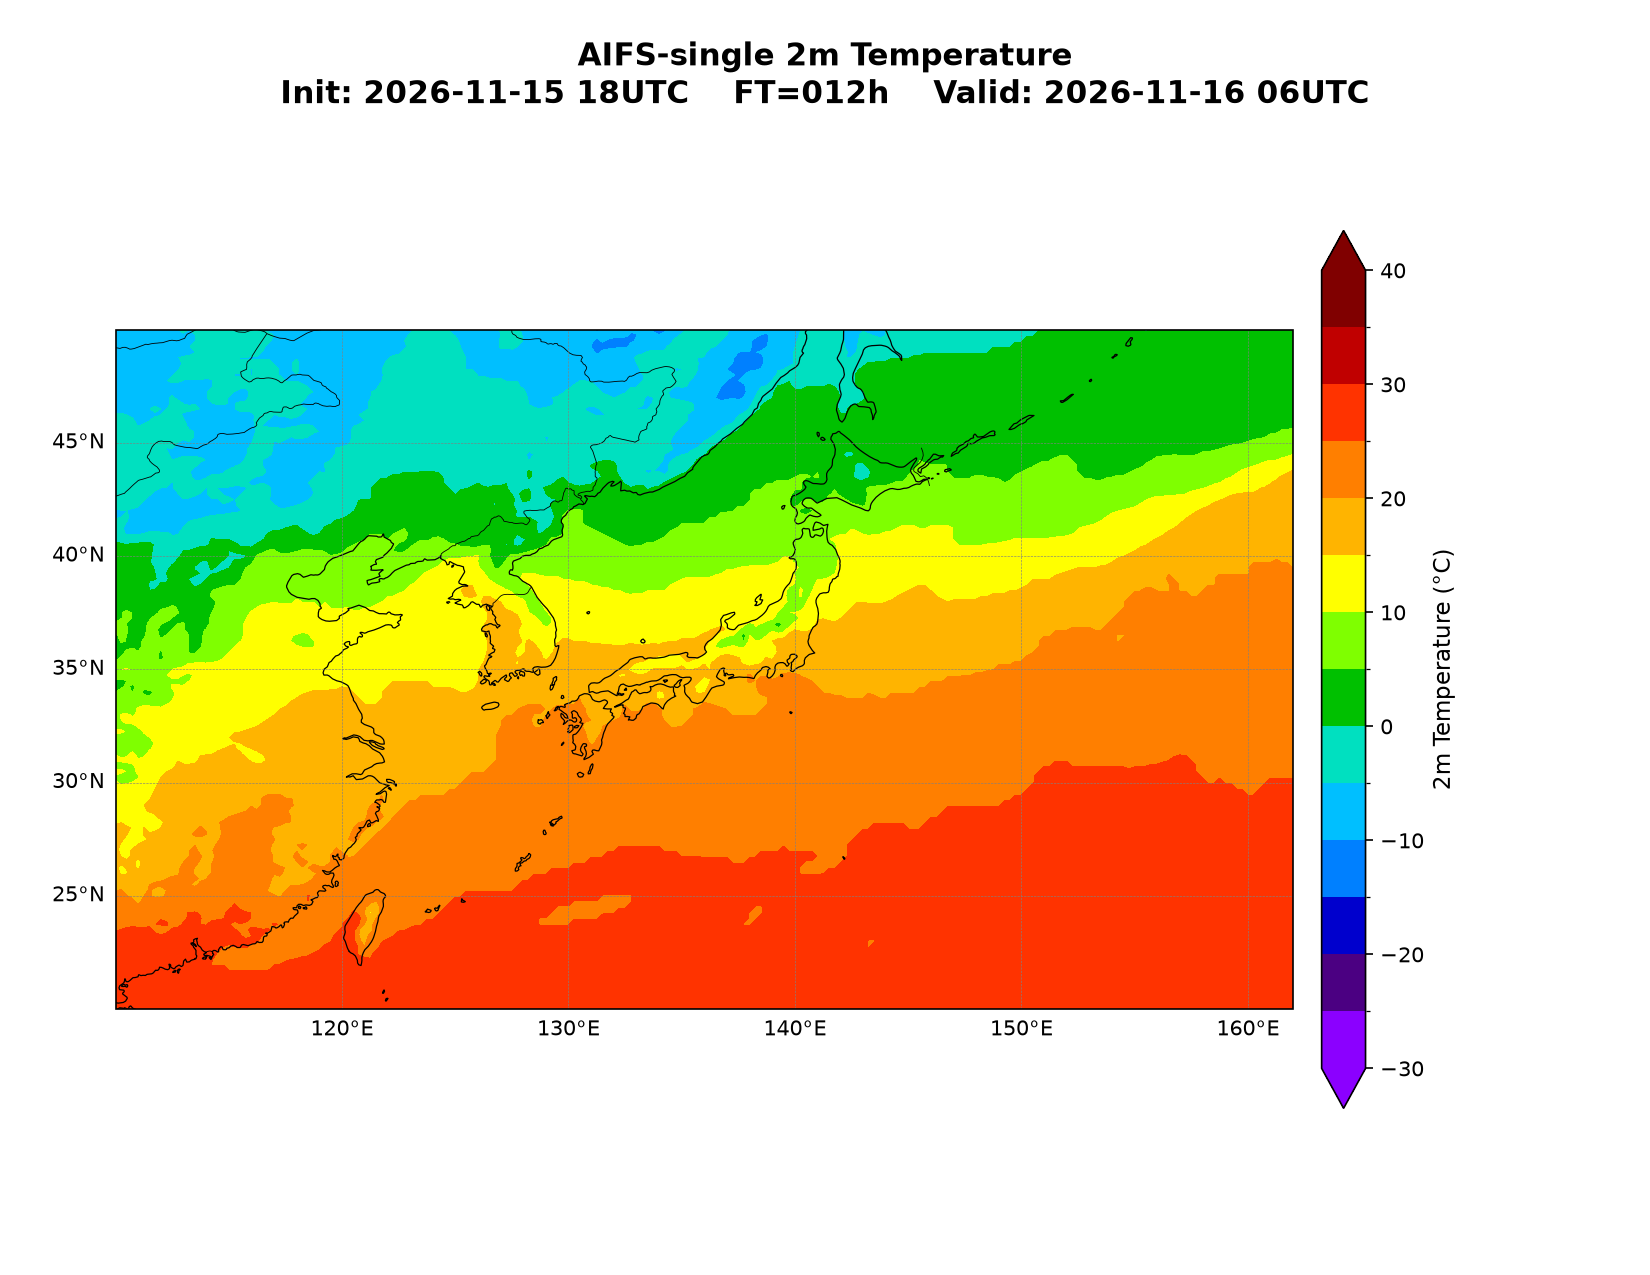 AIFS-single 2m Temperature
Init: 2026-11-15 18UTC    FT=012h    Valid: 2026-11-16 06UTC
45°N
40°N
35°N
30°N
25°N
120°E
130°E
140°E
150°E
160°E
40
30
20
10
0
−10
−20
−30
2m Temperature (°C)